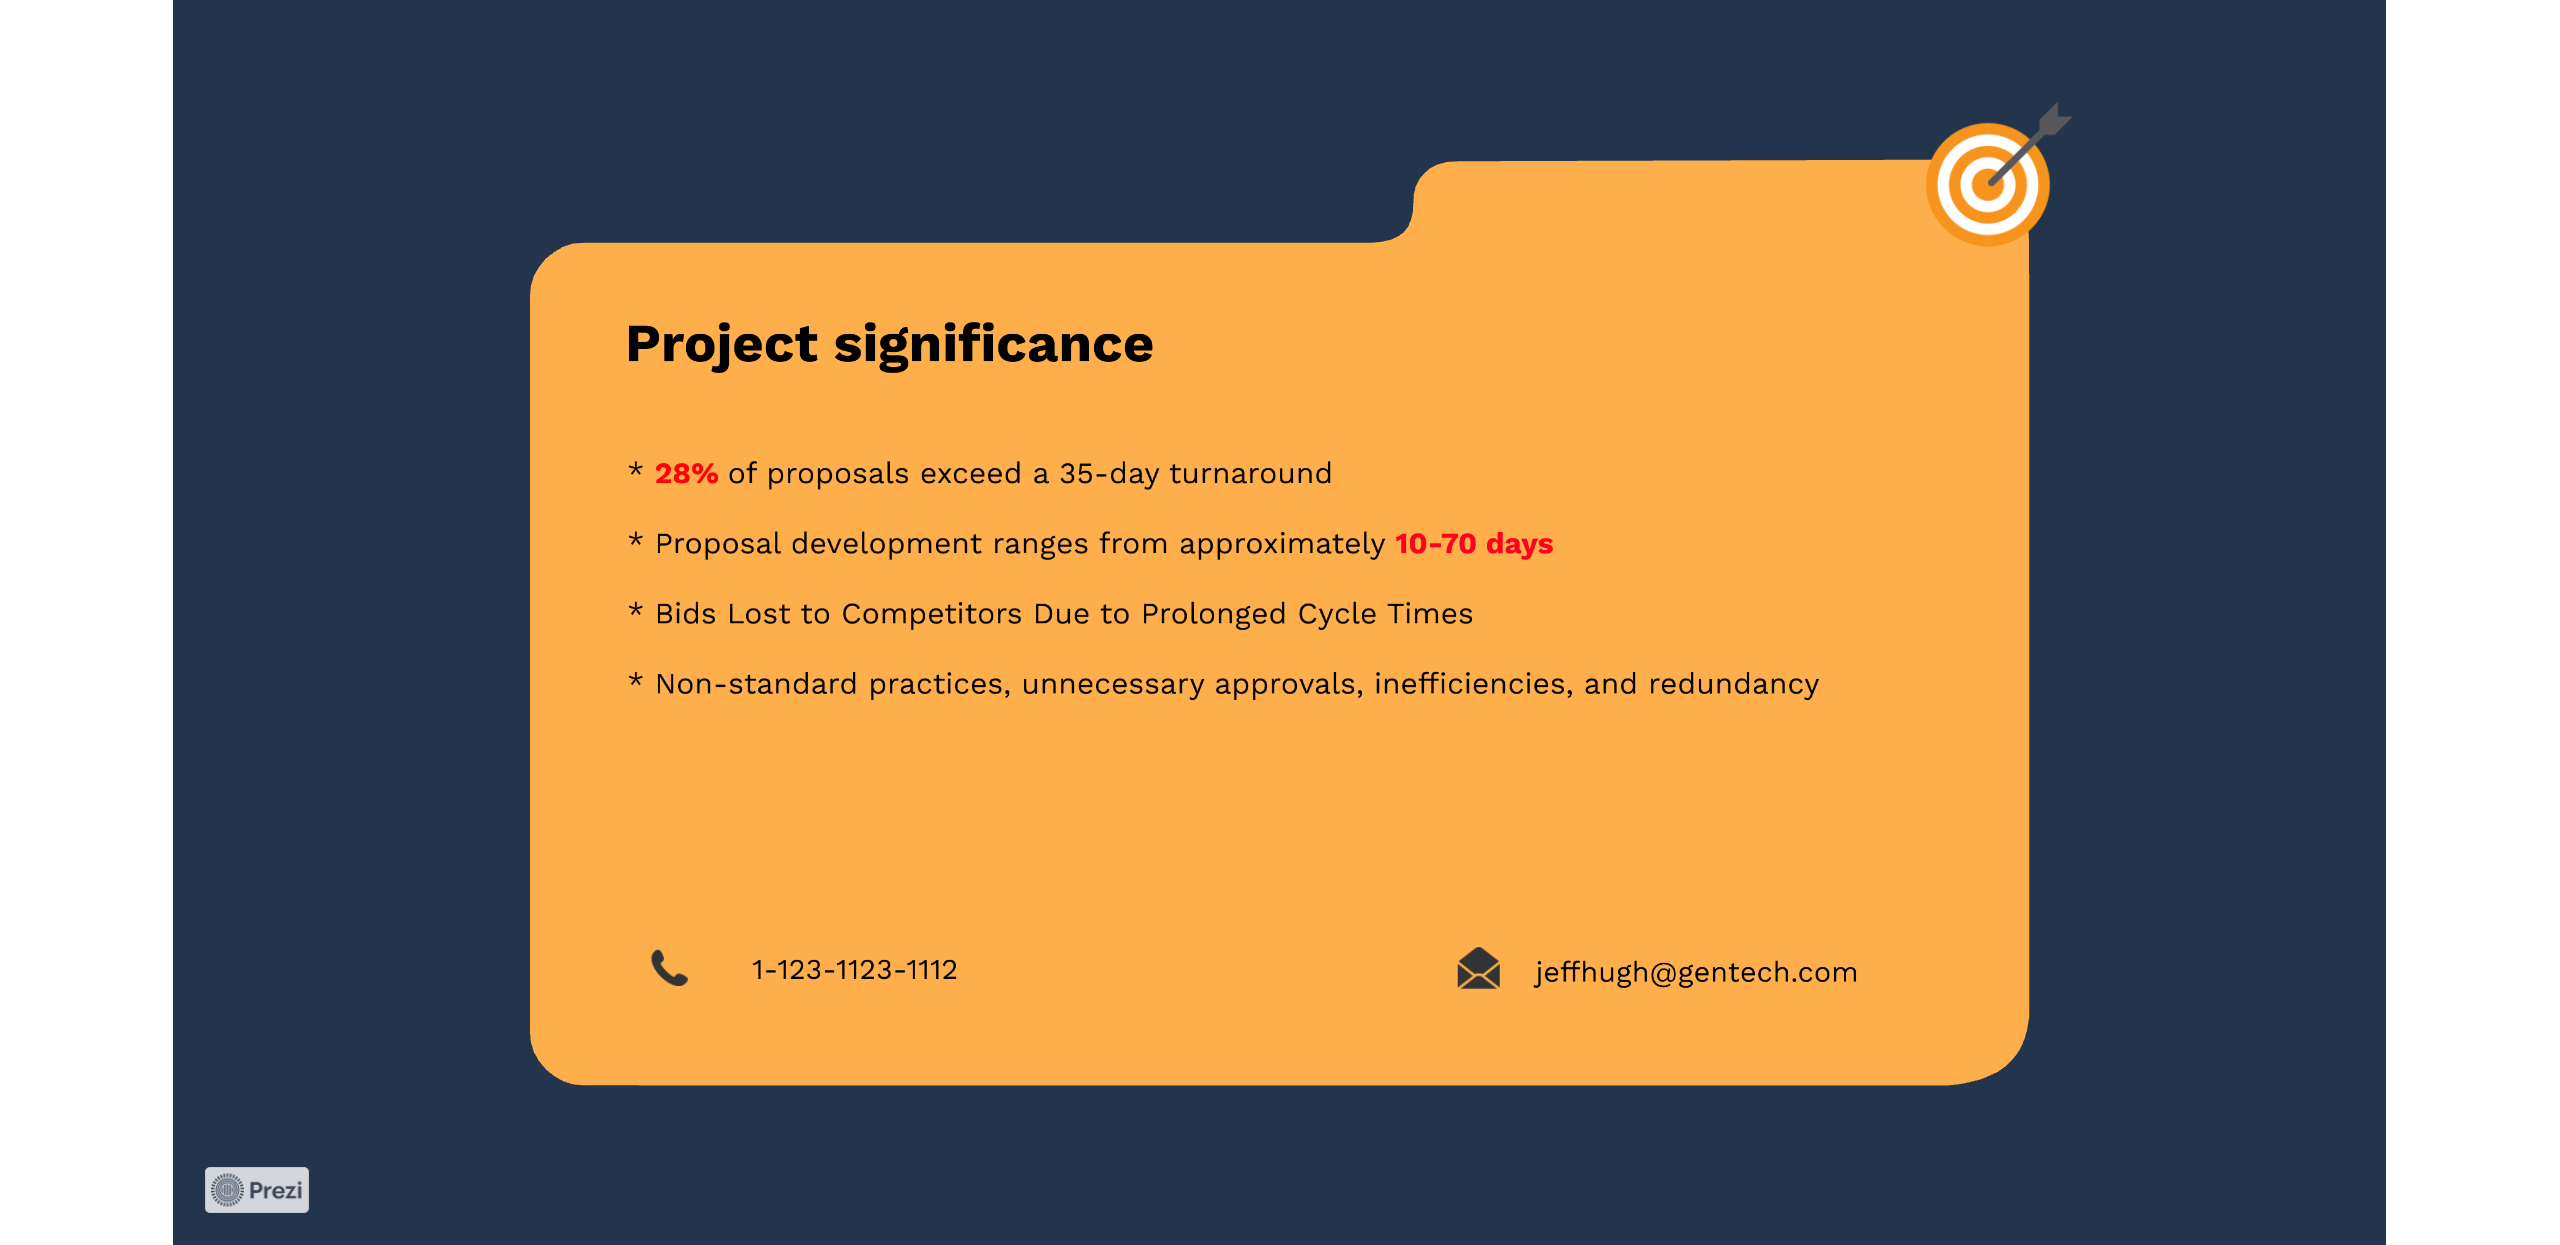 Project significance
* 28% of proposals exceed a 35-day turnaround
* Proposal development ranges from approximately 10-70 days
* Bids Lost to Competitors Due to Prolonged Cycle Times
* Non-standard practices, unnecessary approvals, inefficiencies, and redundancy
1-123-1123-1112
jeffhugh@gentech.com
Prezi